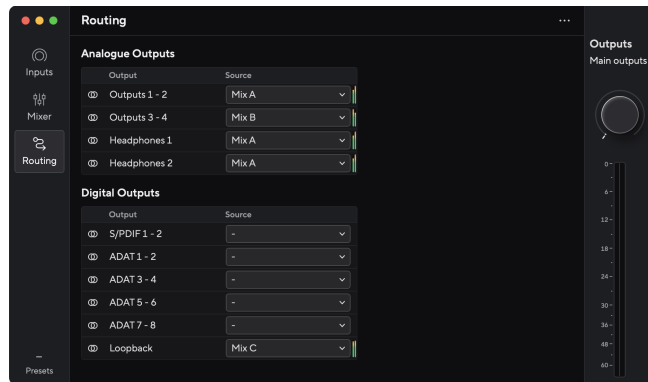 Routing
...
Inputs
Mixer
Routing
Presets
Analogue Outputs
Output Source
Outputs 1 - 2 Mix A
Outputs 3 - 4 Mix B
Headphones 1 Mix A
Headphones 2 Mix A
Digital Outputs
Output Source
S/PDIF 1 - 2 -
ADAT 1 - 2 -
ADAT 3 - 4 -
ADAT 5 - 6 -
ADAT 7 - 8 -
Loopback Mix C
Outputs
Main outputs
0
6
12
18
24
30
36
48
60